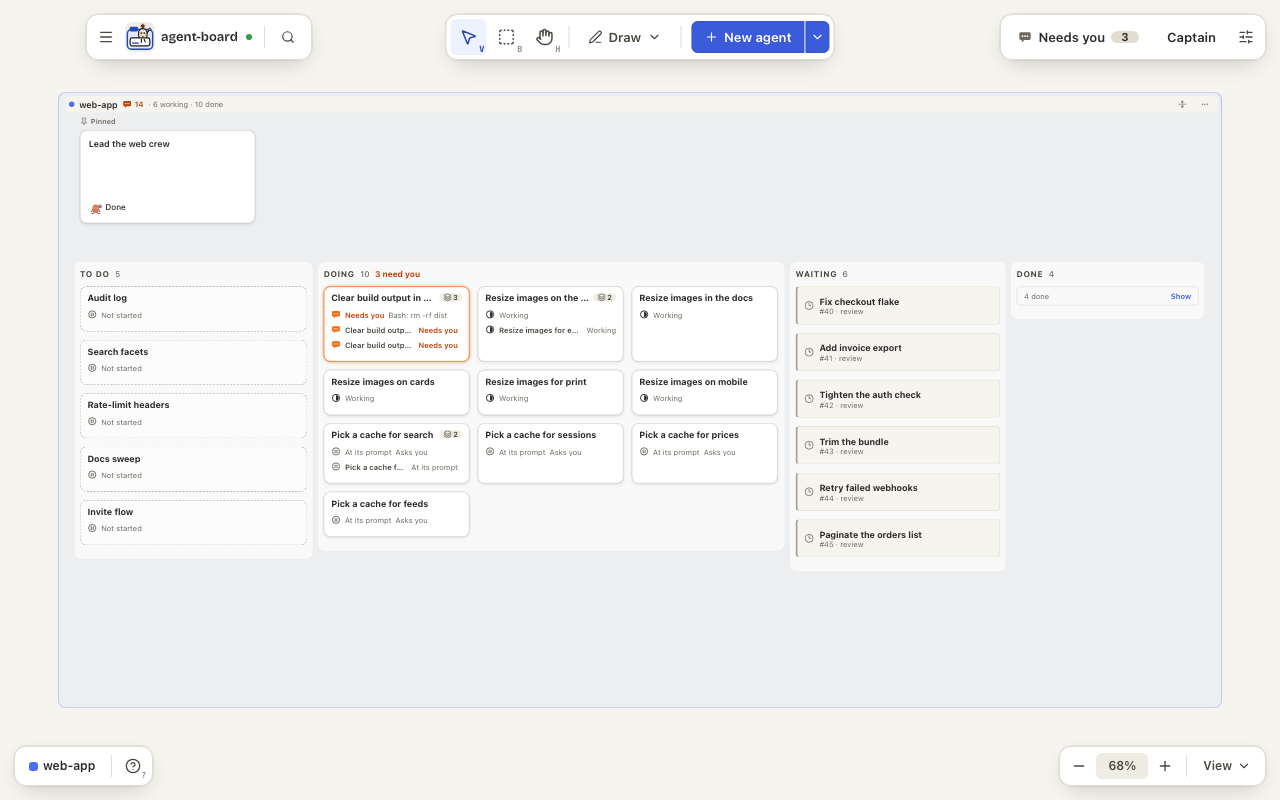 agent-board
V
B
H
Draw
New agent
Needs you 3
Captain
web-app 14 · 6 working · 10 done
Pinned
Lead the web crew
Done
TO DO 5
Audit log
Not started
Search facets
Not started
Rate-limit headers
Not started
Docs sweep
Not started
Invite flow
Not started
DOING 10 3 need you
Clear build output in ... 3
Needs you Bash: rm -rf dist
Clear build outp... Needs you
Clear build outp... Needs you
Resize images on the ... 2
Working
Resize images for e... Working
Resize images in the docs
Working
Resize images on cards
Working
Resize images for print
Working
Resize images on mobile
Working
Pick a cache for search 2
At its prompt Asks you
Pick a cache f... At its prompt
Pick a cache for sessions
At its prompt Asks you
Pick a cache for prices
At its prompt Asks you
Pick a cache for feeds
At its prompt Asks you
WAITING 6
Fix checkout flake
#40 · review
Add invoice export
#41 · review
Tighten the auth check
#42 · review
Trim the bundle
#43 · review
Retry failed webhooks
#44 · review
Paginate the orders list
#45 · review
DONE 4
4 done Show
web-app
?
68%
View